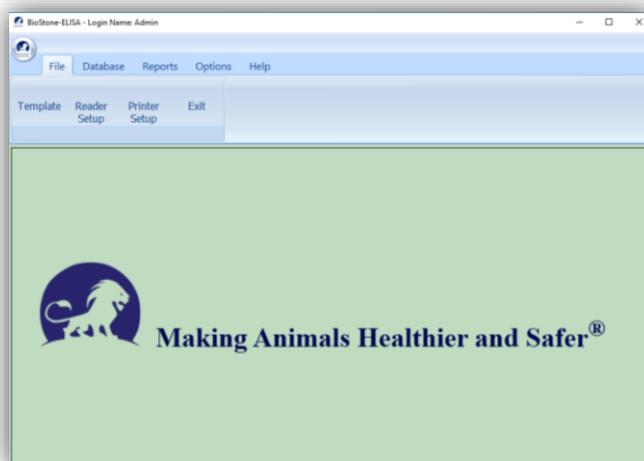 BioStone-ELISA - Login Name: Admin
File Database Reports Options Help
Template Reader Setup Printer Setup Exit
Making Animals Healthier and Safer®